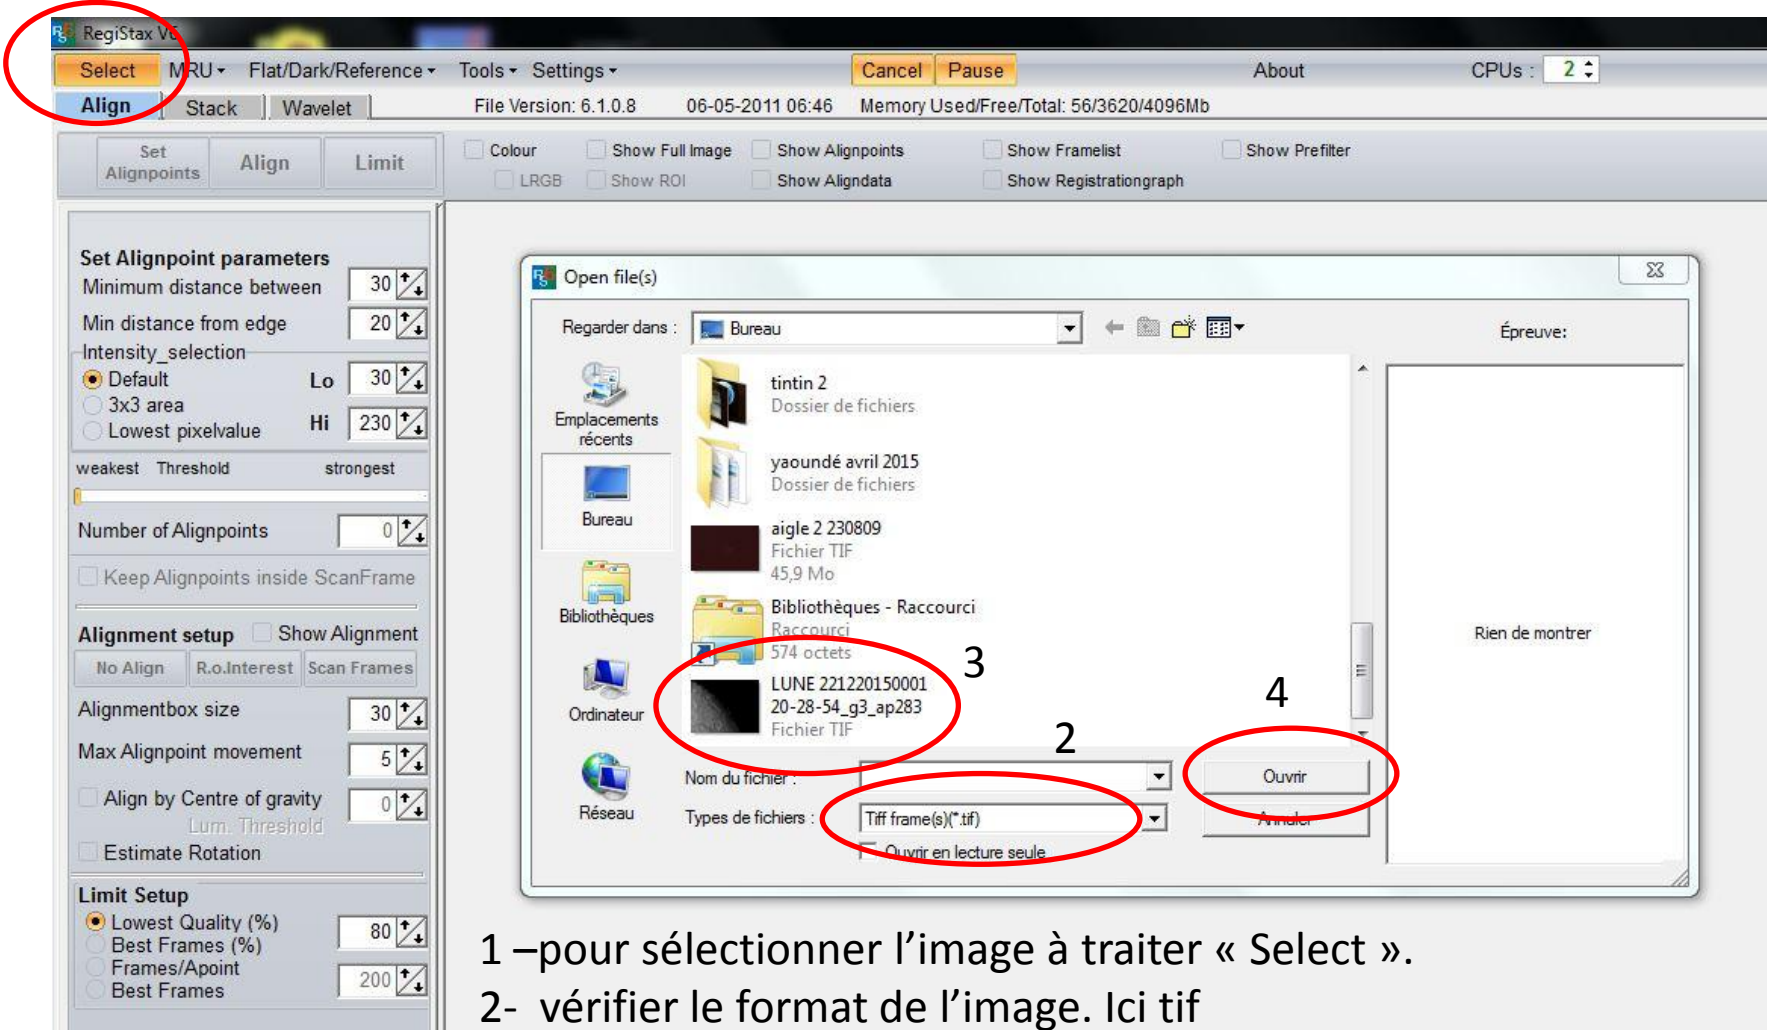 RegiStax V6
Select MRU Flat/Dark/Reference Tools Settings Cancel Pause About CPUs : 2
Align Stack Wavelet File Version: 6.1.0.8 06-05-2011 06:46 Memory Used/Free/Total: 56/3620/4096Mb
Set Alignpoints Align Limit
Colour Show Full Image Show Alignpoints Show Framelist Show Prefilter
LRGB Show ROI Show Aligndata Show Registrationgraph
Set Alignpoint parameters
Minimum distance between 30
Min distance from edge 20
Intensity_selection
Default Lo 30
3x3 area
Lowest pixelvalue Hi 230
weakest Threshold strongest
Number of Alignpoints 0
Keep Alignpoints inside ScanFrame
Alignment setup Show Alignment
No Align R.o.Interest Scan Frames
Alignmentbox size 30
Max Alignpoint movement 5
Align by Centre of gravity 0
Lum. Threshold
Estimate Rotation
Limit Setup
Lowest Quality (%) 80
Best Frames (%)
Frames/Apoint 200
Best Frames
Open file(s)
Regarder dans : Bureau
Épreuve:
Emplacements
récents
Bureau
Bibliothèques
Ordinateur
Réseau
tintin 2
Dossier de fichiers
yaoundé avril 2015
Dossier de fichiers
aigle 2 230809
Fichier TIF
45,9 Mo
Bibliothèques - Raccourci
Raccourci
574 octets
3
LUNE 221220150001
20-28-54_g3_ap283
Fichier TIF
Rien de montrer
2
4
Nom du fichier : Ouvrir
Types de fichiers : Tiff frame(s)(*.tif) Annuler
Ouvrir en lecture seule
1 –pour sélectionner l’image à traiter « Select ».
2- vérifier le format de l’image. Ici tif